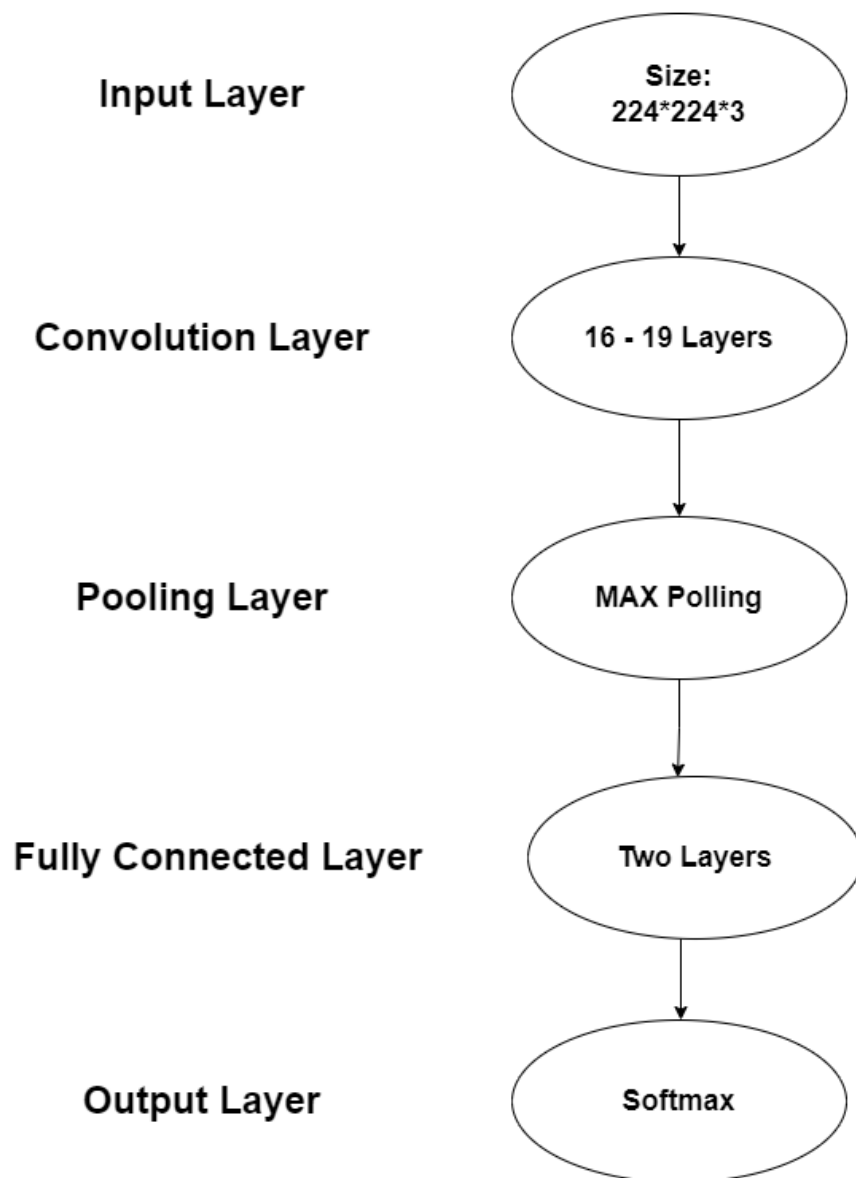 Input Layer
Size:
224*224*3
Convolution Layer
16 - 19 Layers
Pooling Layer
MAX Polling
Fully Connected Layer
Two Layers
Output Layer
Softmax